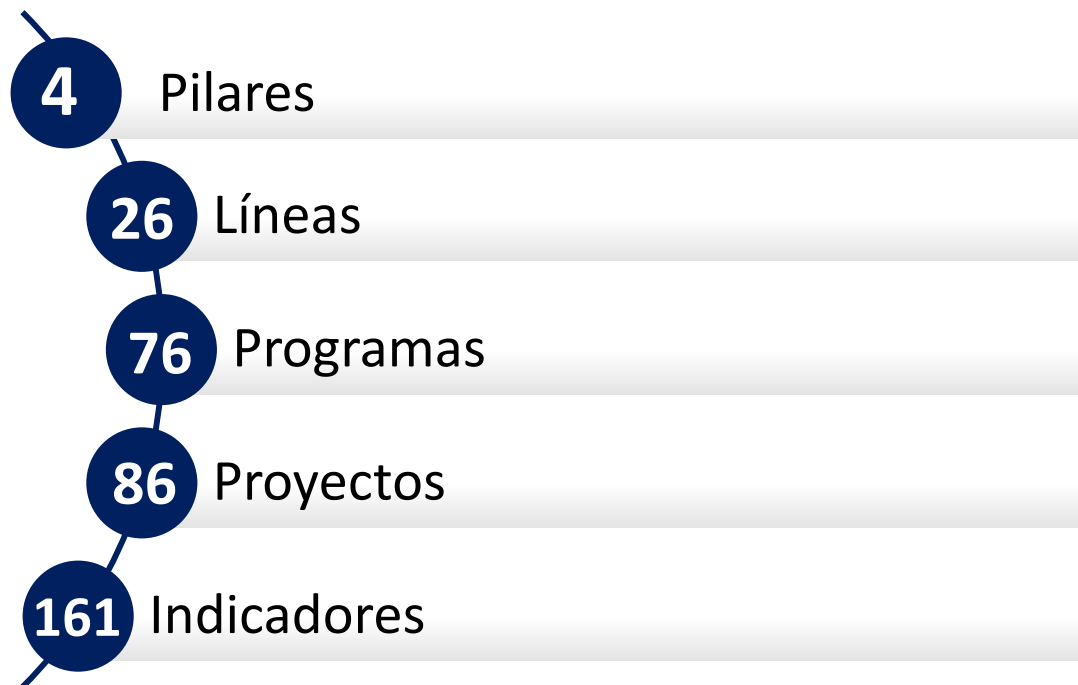 4 Pilares
26 Líneas
76 Programas
86 Proyectos
161 Indicadores